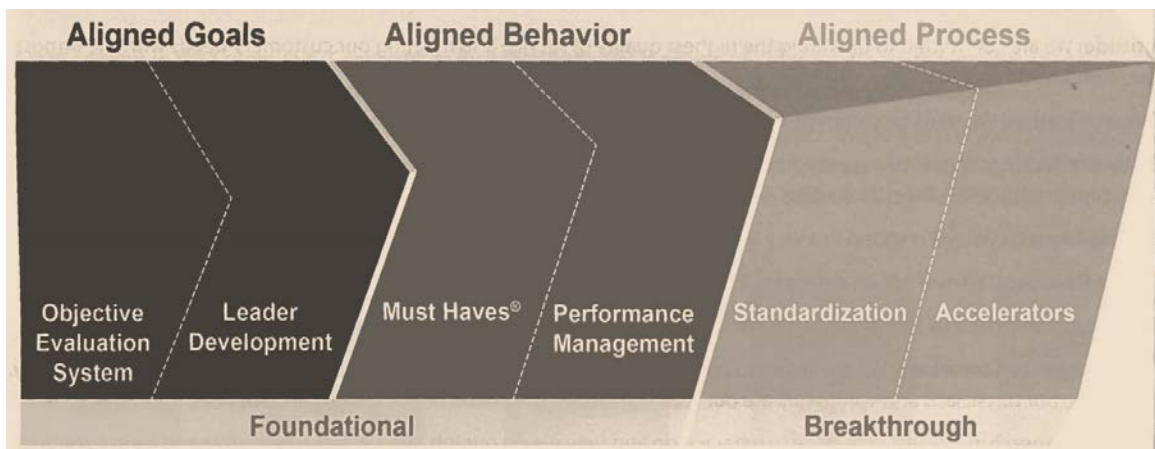 Aligned Goals
Aligned Behavior
Aligned Process
Objective
Evaluation
System
Leader
Development
Must Haves®
Performance
Management
Standardization
Accelerators
Foundational
Breakthrough